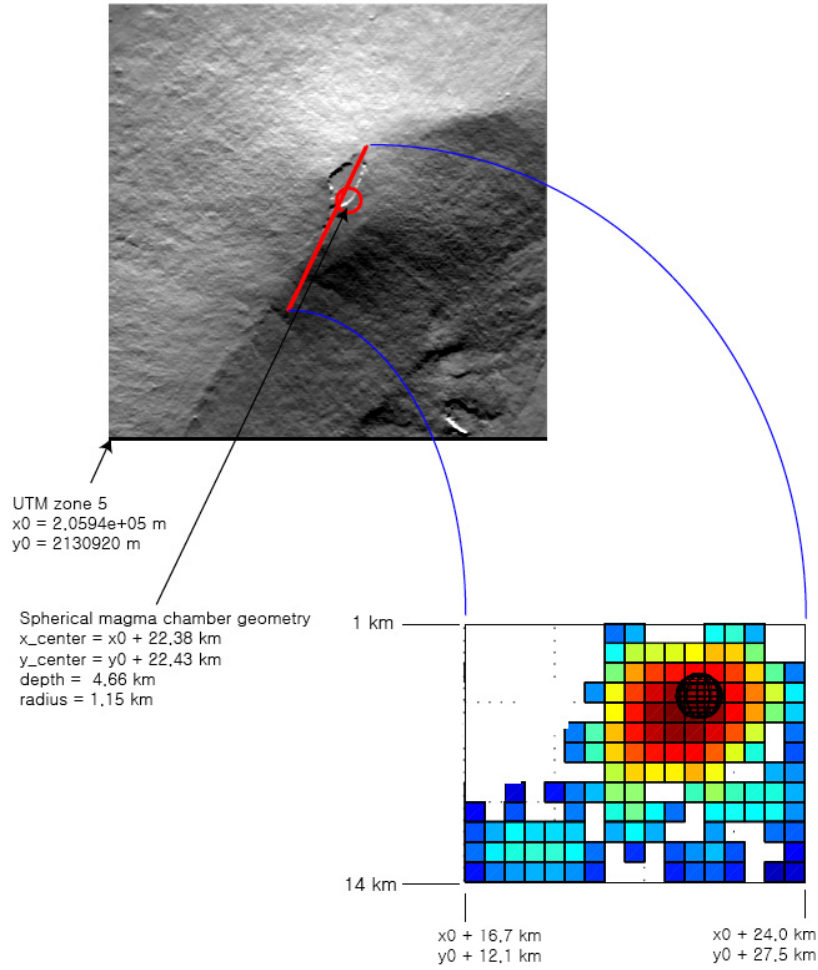 UTM zone 5
x0 = 2,0594e+05 m
y0 = 2130920 m
Spherical magma chamber geometry
x_center = x0 + 22,38 km
y_center = y0 + 22,43 km
depth = 4,66 km
radius = 1,15 km
1 km
14 km
x0 + 16,7 km
y0 + 12,1 km
x0 + 24,0 km
y0 + 27,5 km